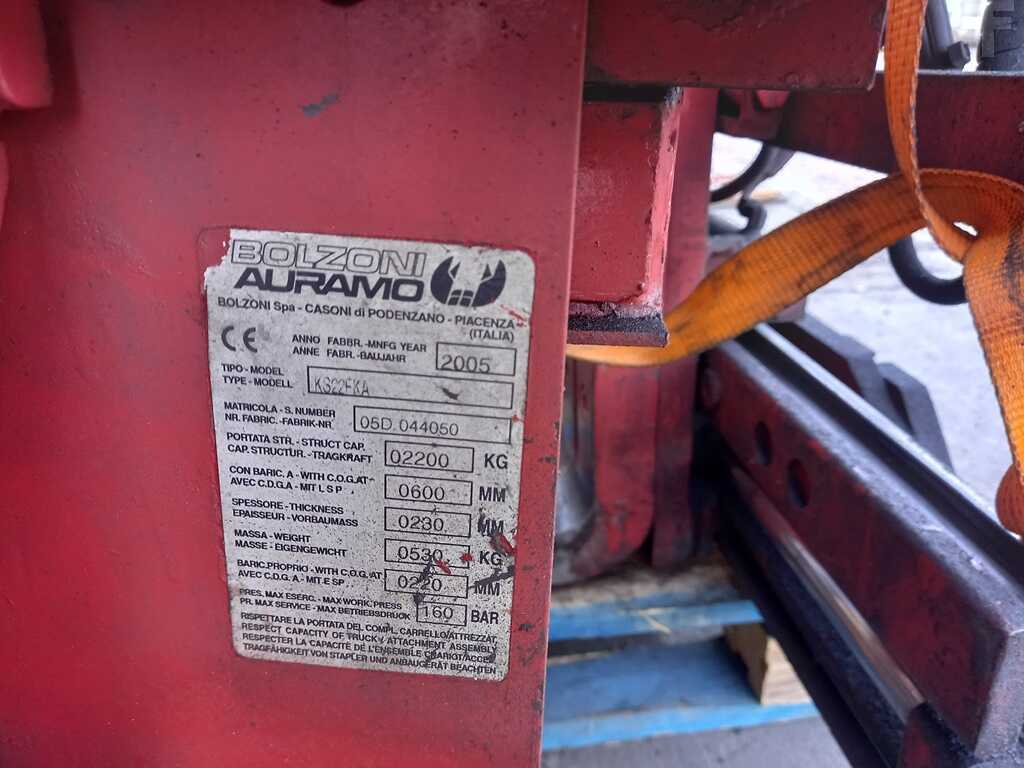 BOLZONI
AURAMO
BOLZONI Spa - CASONI di PODENZANO - PIACENZA
(ITALIA)
CE
ANNO FABBR. -MNFG YEAR
ANNE FABR. -BAUJAHR
2005
TIPO - MODEL
TYPE - MODELL
MATRICOLA - S. NUMBER
NR. FABRIC. -FABRIK-NR.
05D 044050
PORTATA STR. - STRUCT CAP.
CAP. STRUCTUR. -TRAGKRAFT
02200 KG
CON BARIC. A - WITH C.O.G.AT
AVEC C.D.G.A - MIT L S P
0600 MM
SPESSORE - THICKNESS
EPAISSEUR - VORBAUMASS
0230 MM
MASSA - WEIGHT
MASSE - EIGENGEWICHT
0530 KG
BARIC.PROPRIO - WITH C.O.G. AT
AVEC C.D.G. A - MIT E SP
0220 MM
PRES. MAX ESERC. - MAX WORK. PRESS
PR. MAX SERVICE - MAX BETRIEBSDRUCK
160 BAR
RISPETTARE LA PORTATA DEL COMPL. CARRELLO/ATTREZZAT.
RESPECT CAPACITY OF TRUCK / ATTACHMENT ASSEMBLY
RESPECTER LA CAPACITE DE L'ENSEMBLE CHARIOT/ACCES.
TRAGFÄHIGKEIT VON STAPLER UND ANBAUGERÄT BEACHTEN